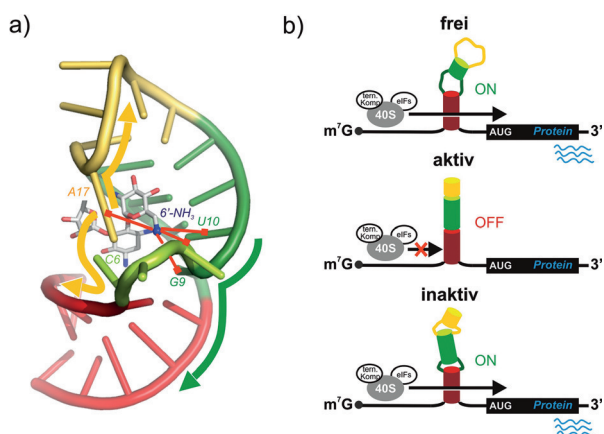 a)
A17
6'-NH3
U10
C6
G9
b)
frei
ON
tern. Komp
eIFs
40S
m7G
AUG Protein 3'
aktiv
OFF
tern. Komp
eIFs
40S
m7G
AUG Protein 3'
inaktiv
ON
tern. Komp
eIFs
40S
m7G
AUG Protein 3'